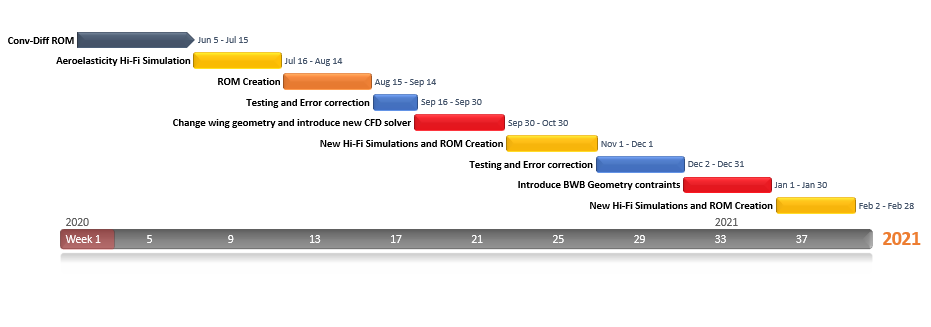 Conv-Diff ROM Jun 5 - Jul 15
Aeroelasticity Hi-Fi Simulation Jul 16 - Aug 14
ROM Creation Aug 15 - Sep 14
Testing and Error correction Sep 16 - Sep 30
Change wing geometry and introduce new CFD solver Sep 30 - Oct 30
New Hi-Fi Simulations and ROM Creation Nov 1 - Dec 1
Testing and Error correction Dec 2 - Dec 31
Introduce BWB Geometry contraints Jan 1 - Jan 30
New Hi-Fi Simulations and ROM Creation Feb 2 - Feb 28
2020 2021
Week 1 5 9 13 17 21 25 29 33 37 2021